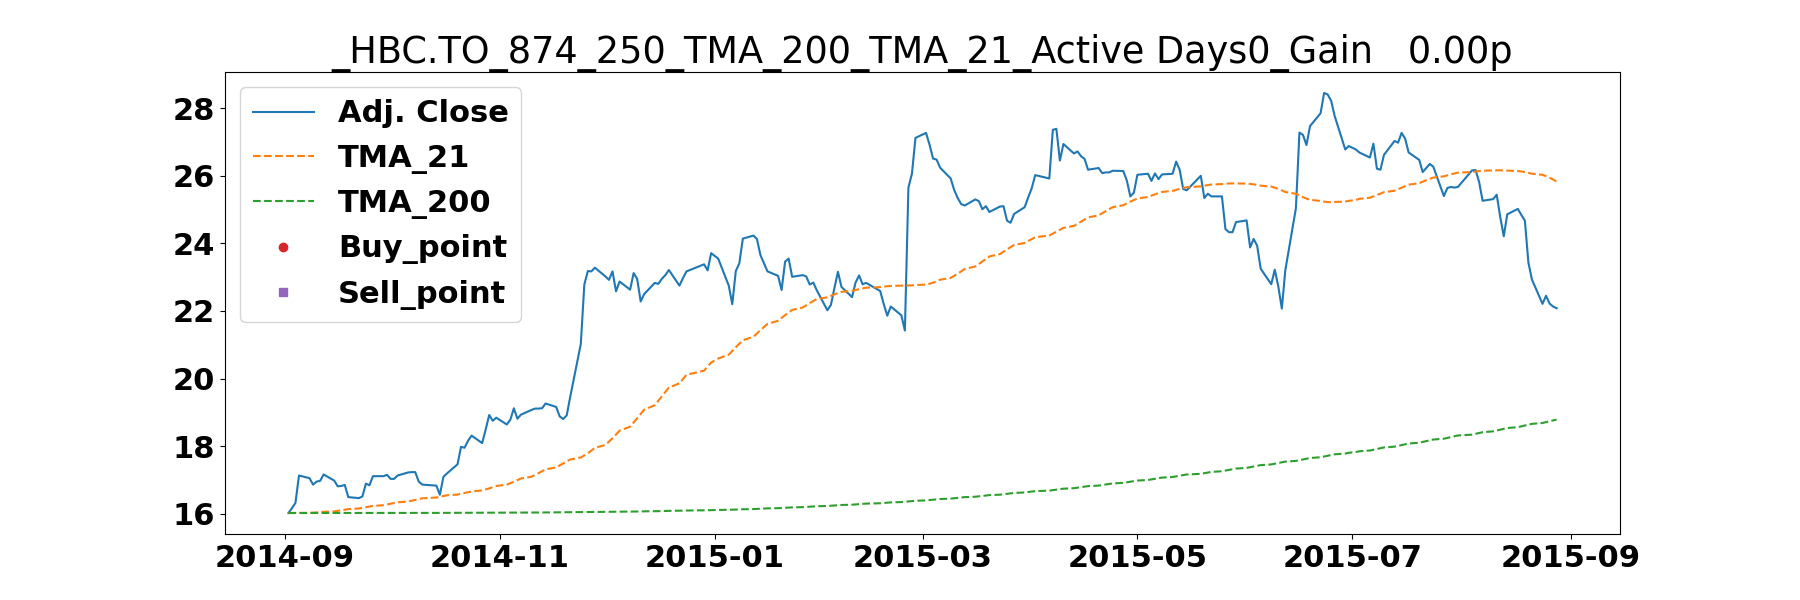 _HBC.TO_874_250_TMA_200_TMA_21_Active Days0_Gain   0.00p
Adj. Close
TMA_21
TMA_200
Buy_point
Sell_point
28
26
24
22
20
18
16
2014-09 2014-11 2015-01 2015-03 2015-05 2015-07 2015-09